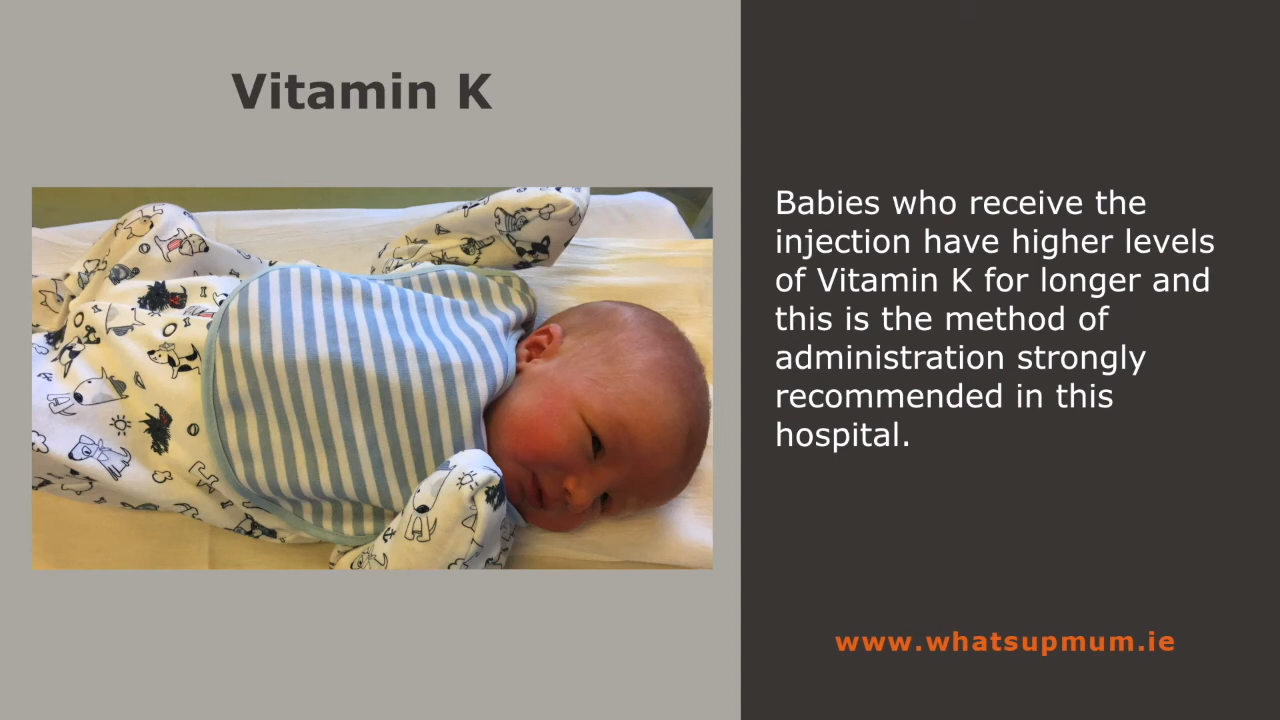 Vitamin K
Babies who receive the
injection have higher levels
of Vitamin K for longer and
this is the method of
administration strongly
recommended in this
hospital.
www.whatsupmum.ie